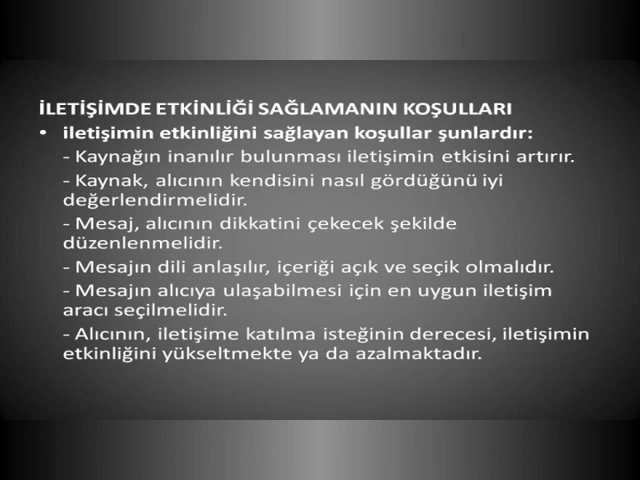 İLETİŞİMDE ETKİNLİĞİ SAĞLAMANIN KOŞULLARI
• iletişimin etkinliğini sağlayan koşullar şunlardır:
- Kaynağın inanılır bulunması iletişimin etkisini artırır.
- Kaynak, alıcının kendisini nasıl gördüğünü iyi
değerlendirmelidir.
- Mesaj, alıcının dikkatini çekecek şekilde
düzenlenmelidir.
- Mesajın dili anlaşılır, içeriği açık ve seçik olmalıdır.
- Mesajın alıcıya ulaşabilmesi için en uygun iletişim
aracı seçilmelidir.
- Alıcının, iletişime katılma isteğinin derecesi, iletişimin
etkinliğini yükseltmekte ya da azalmaktadır.